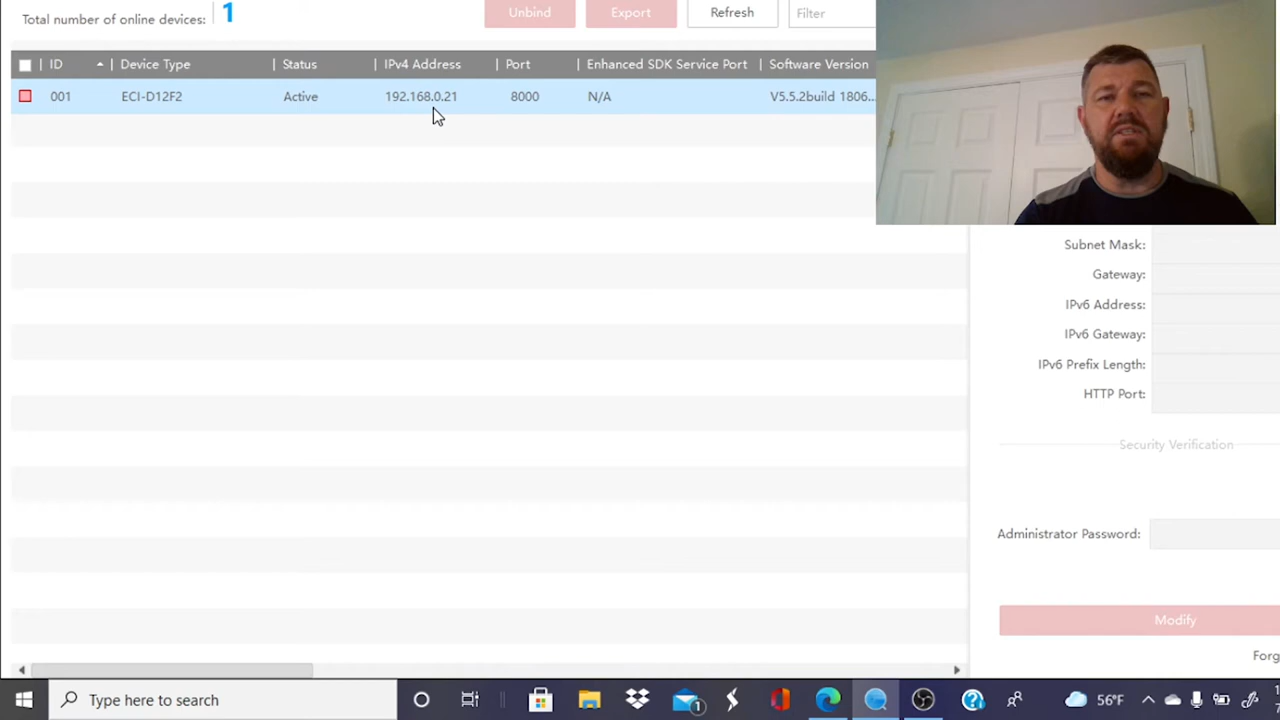 Total number of online devices: 1
Unbind Export Refresh Filter
ID Device Type Status IPv4 Address Port Enhanced SDK Service Port Software Version
001 ECI-D12F2 Active 192.168.0.21 8000 N/A V5.5.2build 1806...
Subnet Mask:
Gateway:
IPv6 Address:
IPv6 Gateway:
IPv6 Prefix Length:
HTTP Port:
Security Verification
Administrator Password:
Modify
Forg
Type here to search
1
56°F